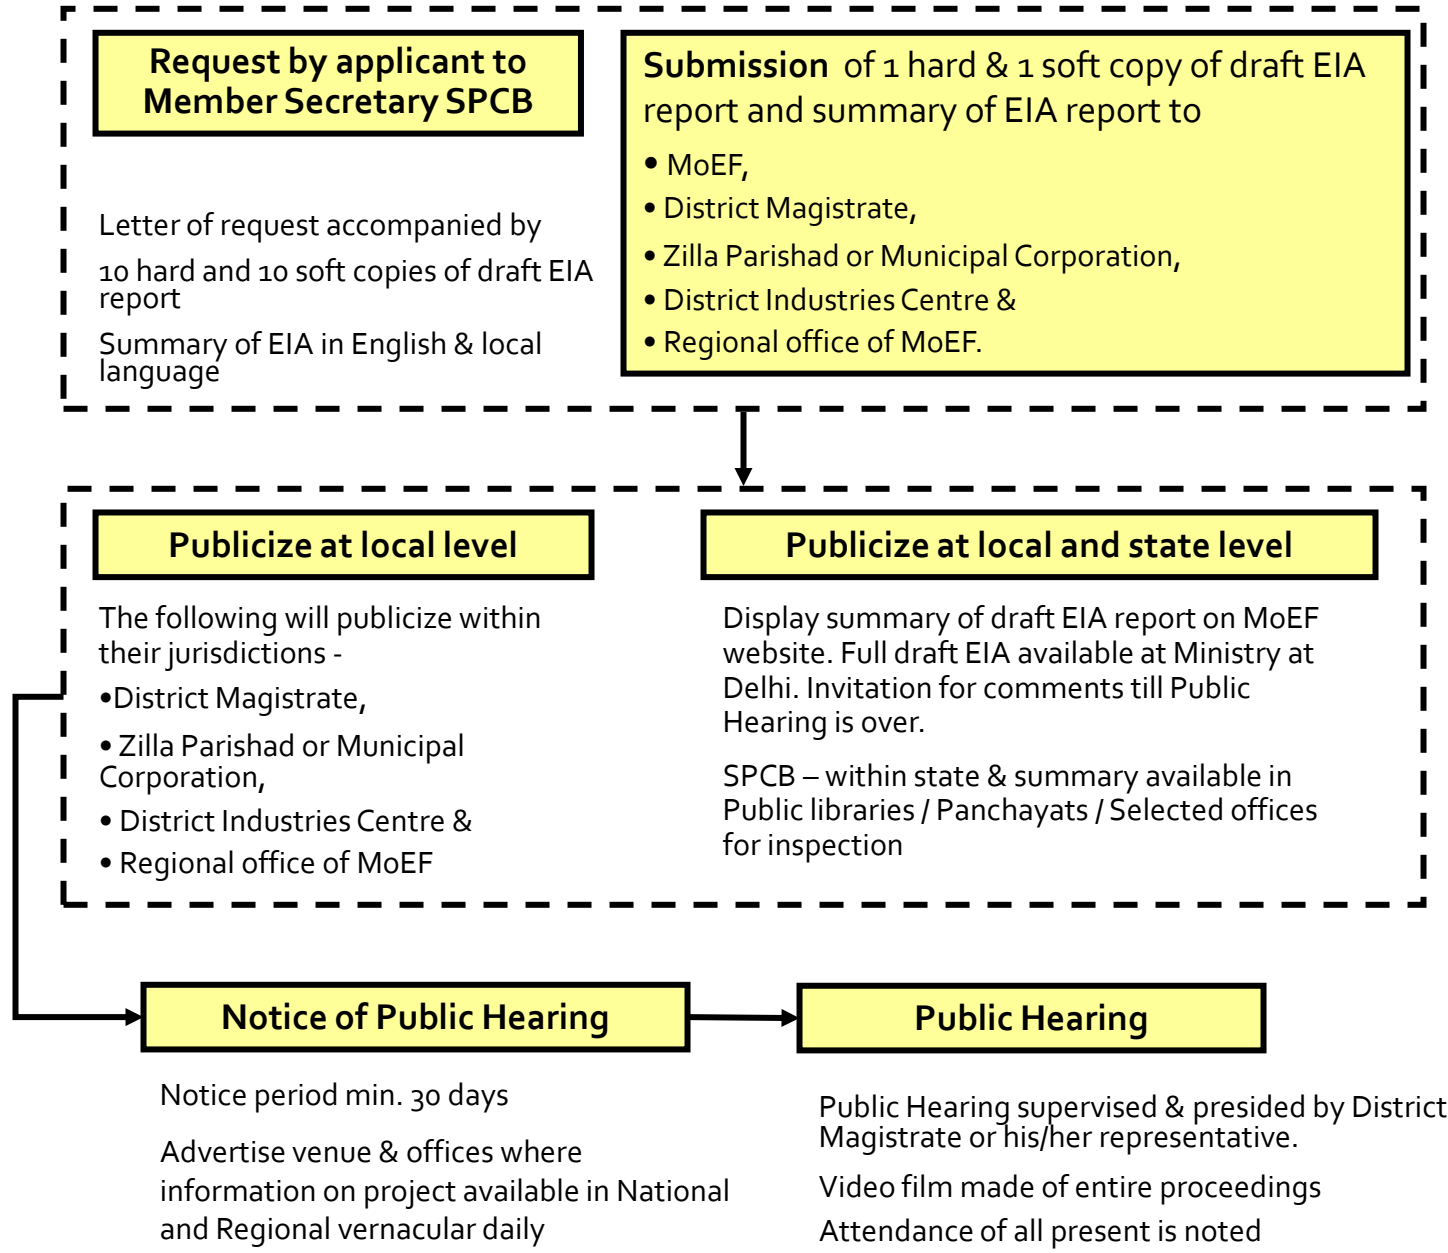 Request by applicant to
Member Secretary SPCB
Letter of request accompanied by
10 hard and 10 soft copies of draft EIA
report
Summary of EIA in English & local
language
Submission of 1 hard & 1 soft copy of draft EIA
report and summary of EIA report to
• MoEF,
• District Magistrate,
• Zilla Parishad or Municipal Corporation,
• District Industries Centre &
• Regional office of MoEF.
Publicize at local level
The following will publicize within
their jurisdictions -
•District Magistrate,
• Zilla Parishad or Municipal
Corporation,
• District Industries Centre &
• Regional office of MoEF
Publicize at local and state level
Display summary of draft EIA report on MoEF
website. Full draft EIA available at Ministry at
Delhi. Invitation for comments till Public
Hearing is over.
SPCB – within state & summary available in
Public libraries / Panchayats / Selected offices
for inspection
Notice of Public Hearing
Notice period min. 30 days
Advertise venue & offices where
information on project available in National
and Regional vernacular daily
Public Hearing
Public Hearing supervised & presided by District
Magistrate or his/her representative.
Video film made of entire proceedings
Attendance of all present is noted